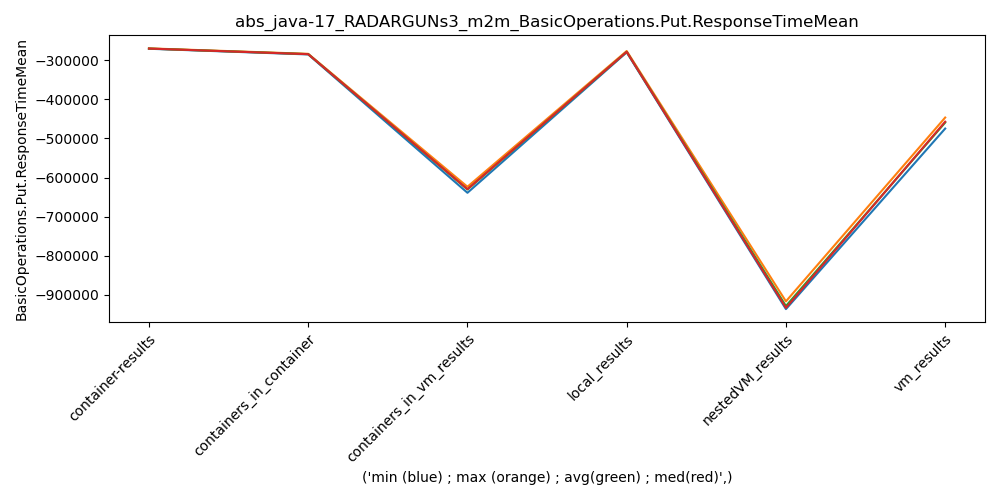 abs_java-17_RADARGUNs3_m2m_BasicOperations.Put.ResponseTimeMean
BasicOperations.Put.ResponseTimeMean
−300000
−400000
−500000
−600000
−700000
−800000
−900000
container-results
containers_in_container
containers_in_vm_results
local_results
nestedVM_results
vm_results
('min (blue) ; max (orange) ; avg(green) ; med(red)',)